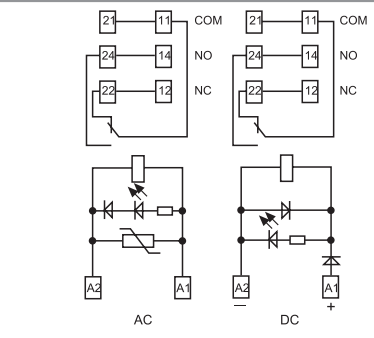 21 11 COM 21 11 COM
24 14 NO 24 14 NO
22 12 NC 22 12 NC
A2 A1 A2 A1
— +
AC DC